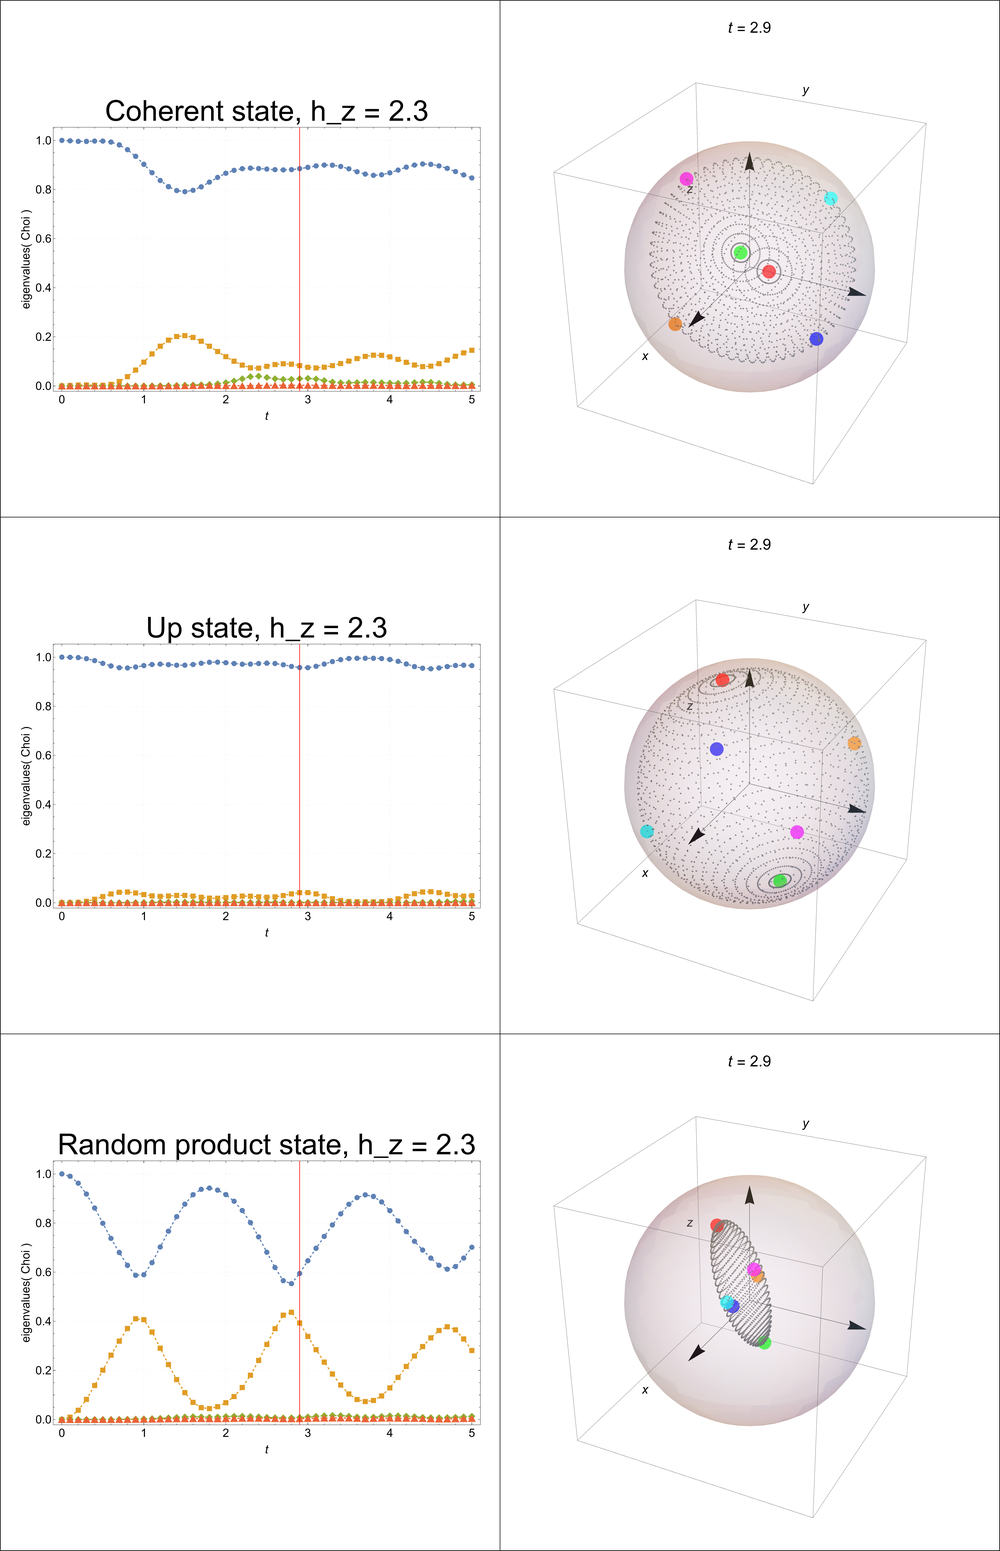 Coherent state, h_z = 2.3
eigenvalues( Choi )
1.0
0.8
0.6
0.4
0.2
0.0
0 1 2 3 4 5
t
t = 2.9
y
z
x
Up state, h_z = 2.3
eigenvalues( Choi )
1.0
0.8
0.6
0.4
0.2
0.0
0 1 2 3 4 5
t
t = 2.9
y
z
x
Random product state, h_z = 2.3
eigenvalues( Choi )
1.0
0.8
0.6
0.4
0.2
0.0
0 1 2 3 4 5
t
t = 2.9
y
z
x